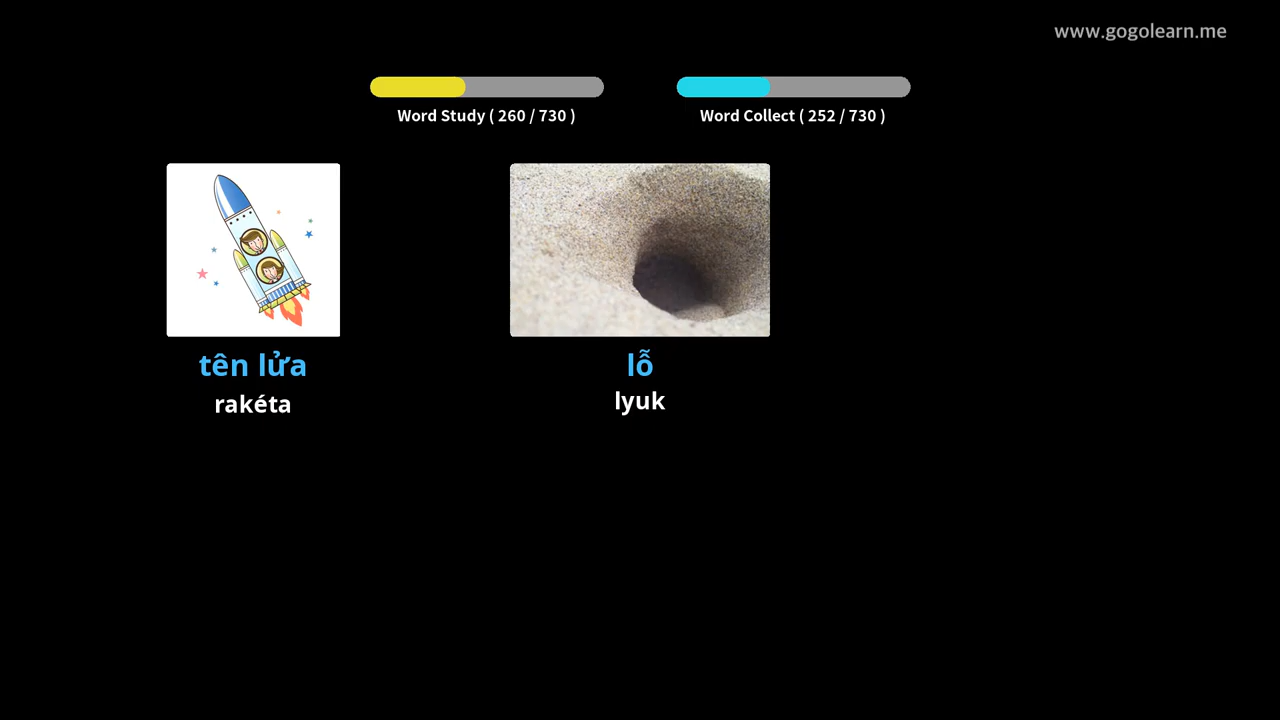 www.gogolearn.me
Word Study ( 260 / 730 )
Word Collect ( 252 / 730 )
tên lửa
rakéta
lỗ
lyuk